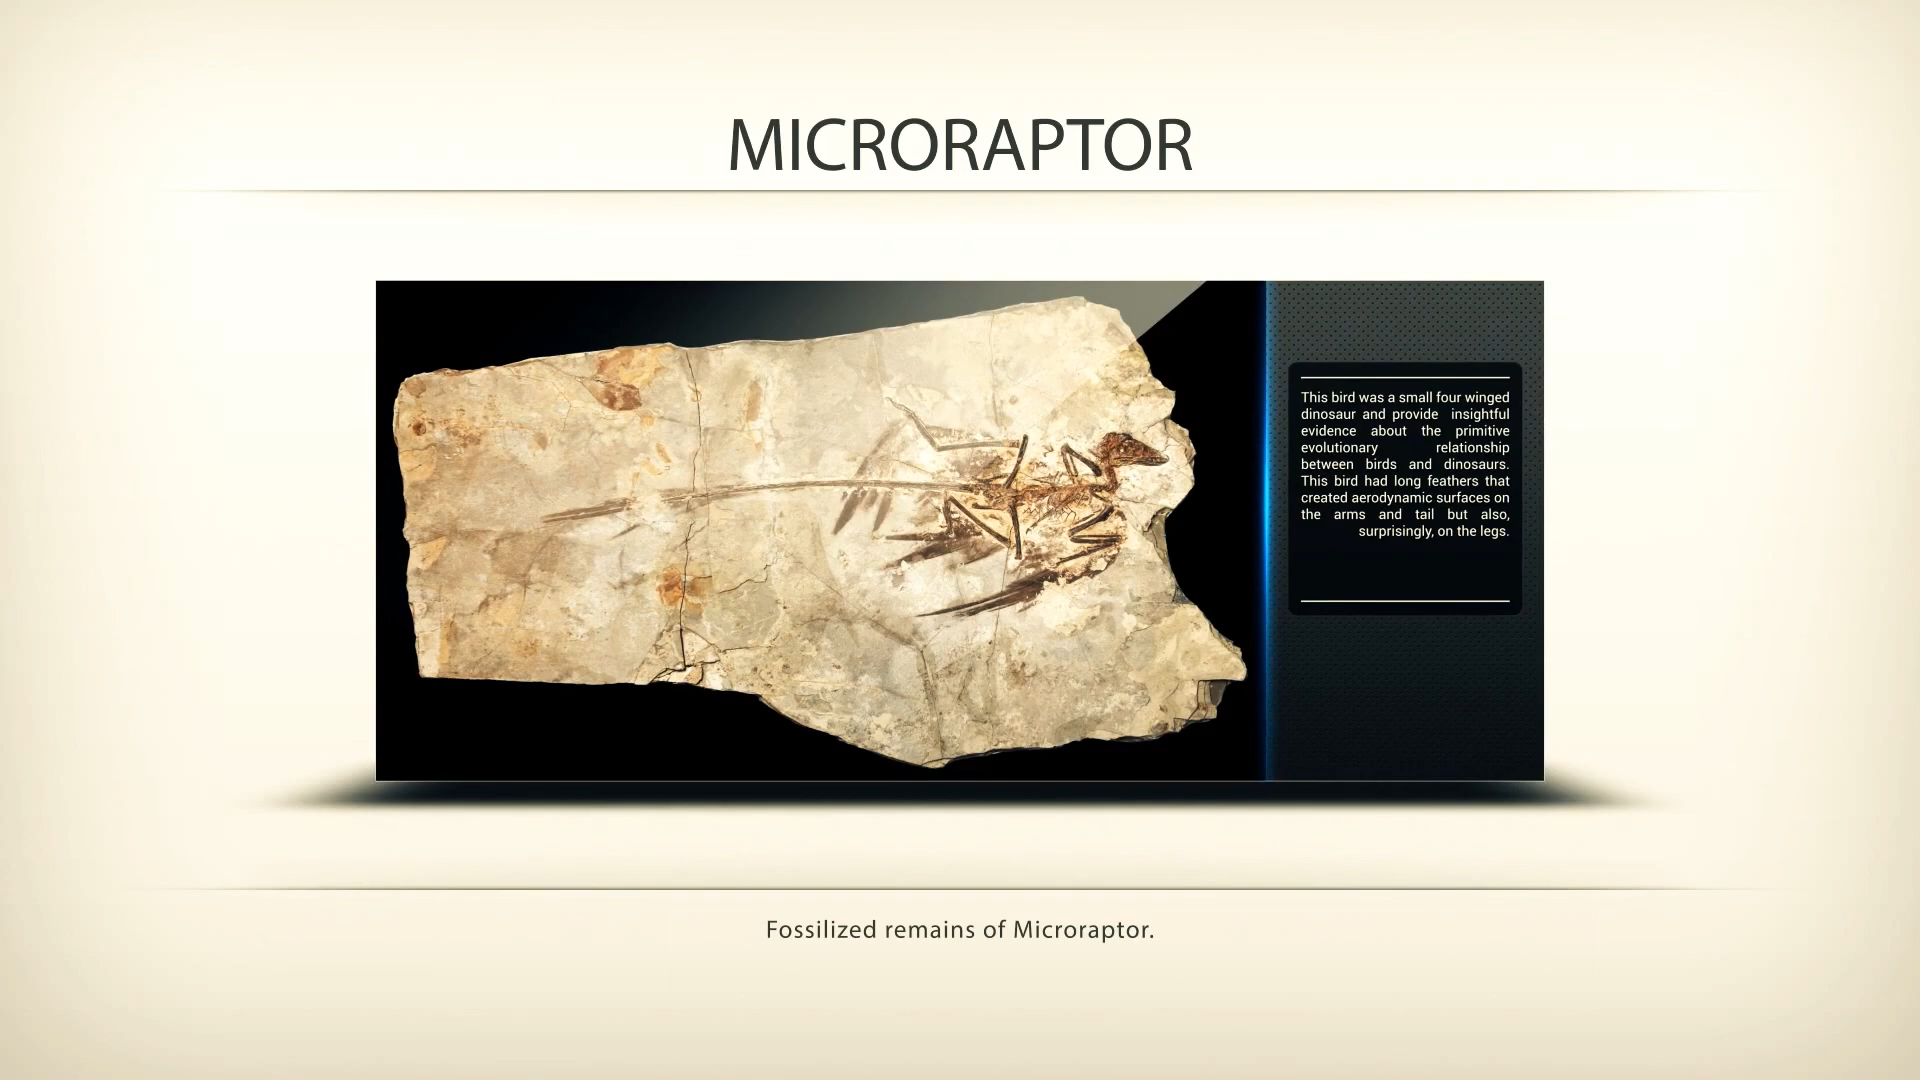 MICRORAPTOR
This bird was a small four winged
dinosaur and provide insightful
evidence about the primitive
evolutionary relationship
between birds and dinosaurs.
This bird had long feathers that
created aerodynamic surfaces on
the arms and tail but also,
surprisingly, on the legs.
Fossilized remains of Microraptor.